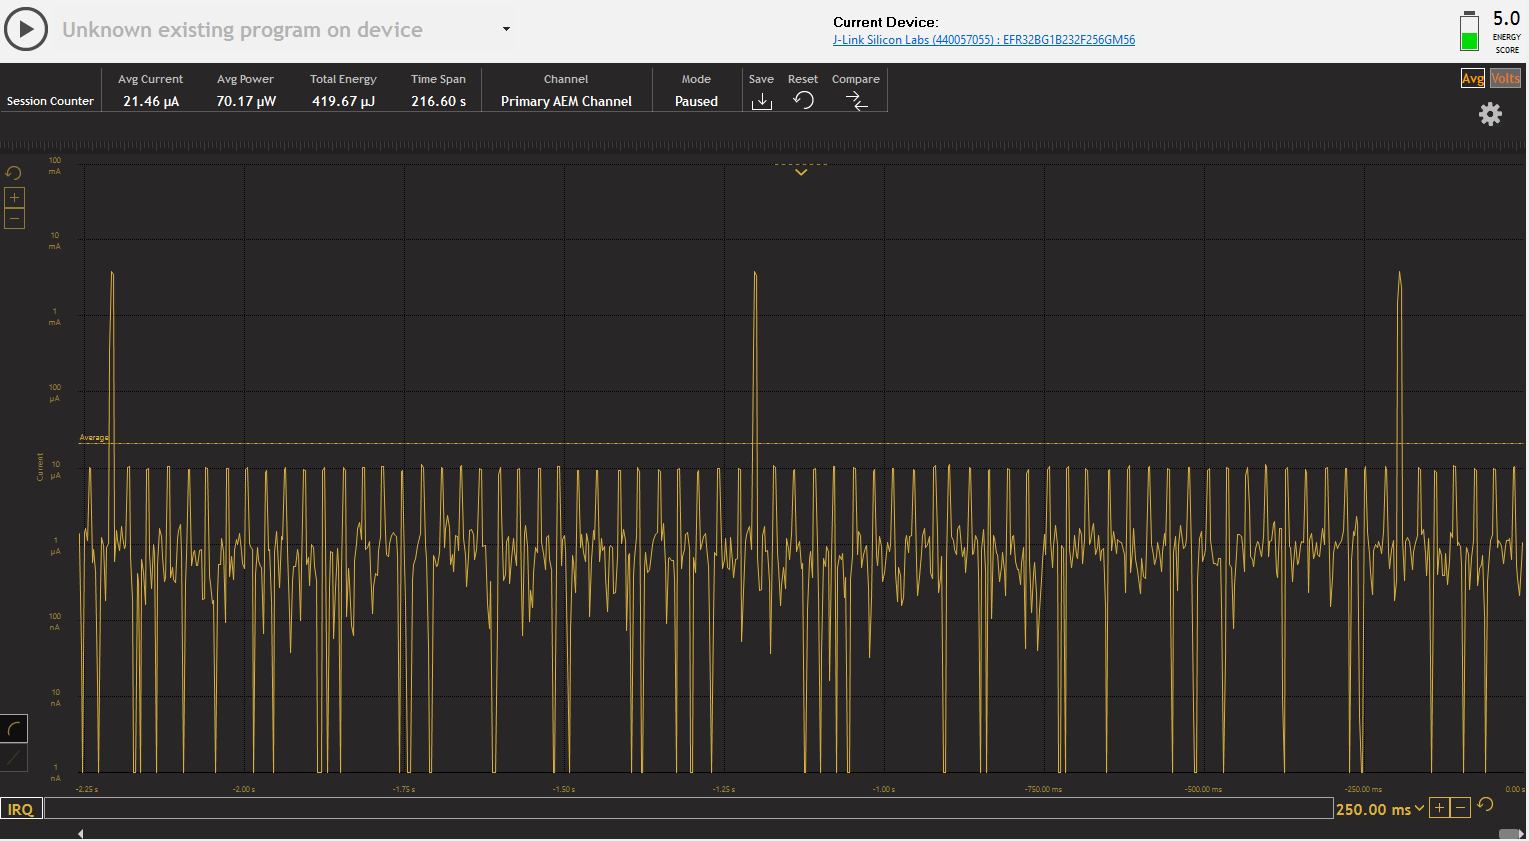 Unknown existing program on device
Current Device:
J-Link Silicon Labs (440057055) : EFR32BG1B232F256GM56
5.0
ENERGY
SCORE
Session Counter
Avg Current
21.46 µA
Avg Power
70.17 µW
Total Energy
419.67 µJ
Time Span
216.60 s
Channel
Primary AEM Channel
Mode
Paused
Save
Reset
Compare
Avg
Volts
100
mA
10
mA
1
mA
100
µA
Average
Current
10
µA
1
µA
100
nA
10
nA
1
nA
-2.25 s
-2.00 s
-1.75 s
-1.50 s
-1.25 s
-1.00 s
-750.00 ms
-500.00 ms
-250.00 ms
0.00 s
IRQ
250.00 ms